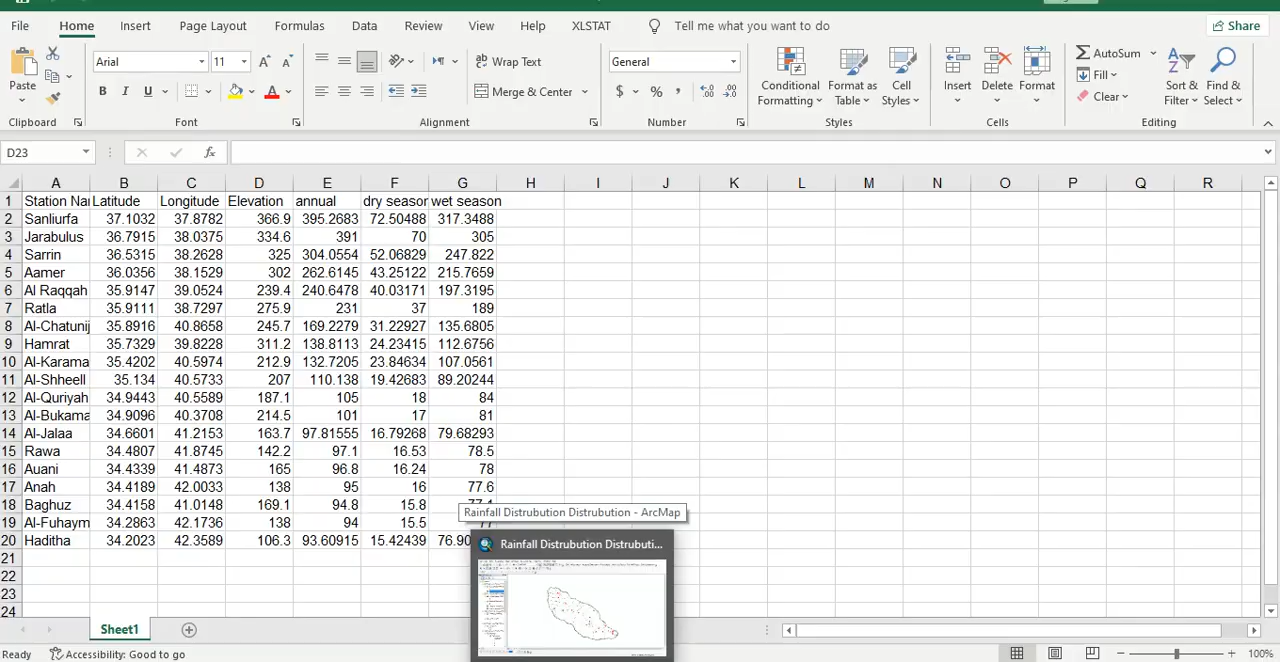 File Home Insert Page Layout Formulas Data Review View Help XLSTAT Tell me what you want to do Share
Arial 11 Wrap Text General AutoSum
Paste Conditional Format as Cell Insert Delete Format Fill Sort & Find &
B I U Merge & Center $ % Formatting Table Styles Clear Filter Select
Clipboard Font Alignment Number Styles Cells Editing
D23 fx
A B C D E F G H I J K L M N O P Q R
1 Station Na Latitude Longitude Elevation annual dry season wet season
2 Sanliurfa 37.1032 37.8782 366.9 395.2683 72.50488 317.3488
3 Jarabulus 36.7915 38.0375 334.6 391 70 305
4 Sarrin 36.5315 38.2628 325 304.0554 52.06829 247.822
5 Aamer 36.0356 38.1529 302 262.6145 43.25122 215.7659
6 Al Raqqah 35.9147 39.0524 239.4 240.6478 40.03171 197.3195
7 Ratla 35.9111 38.7297 275.9 231 37 189
8 Al-Chatunij 35.8916 40.8658 245.7 169.2279 31.22927 135.6805
9 Hamrat 35.7329 39.8228 311.2 138.8113 24.23415 112.6756
10 Al-Karama 35.4202 40.5974 212.9 132.7205 23.84634 107.0561
11 Al-Shheell 35.134 40.5733 207 110.138 19.42683 89.20244
12 Al-Quriyah 34.9443 40.5589 187.1 105 18 84
13 Al-Bukama 34.9096 40.3708 214.5 101 17 81
14 Al-Jalaa 34.6601 41.2153 163.7 97.81555 16.79268 79.68293
15 Rawa 34.4807 41.8745 142.2 97.1 16.53 78.5
16 Auani 34.4339 41.4873 165 96.8 16.24 78
17 Anah 34.4189 42.0033 138 95 16 77.6
18 Baghuz 34.4158 41.0148 169.1 94.8 15.8
Rainfall Distrubution Distrubution - ArcMap
19 Al-Fuhaym 34.2863 42.1736 138 94 15.5
20 Haditha 34.2023 42.3589 106.3 93.60915 15.42439 76.90
Rainfall Distrubution Distrubuti...
21
22
23
24
Sheet1
Ready Accessibility: Good to go 100%